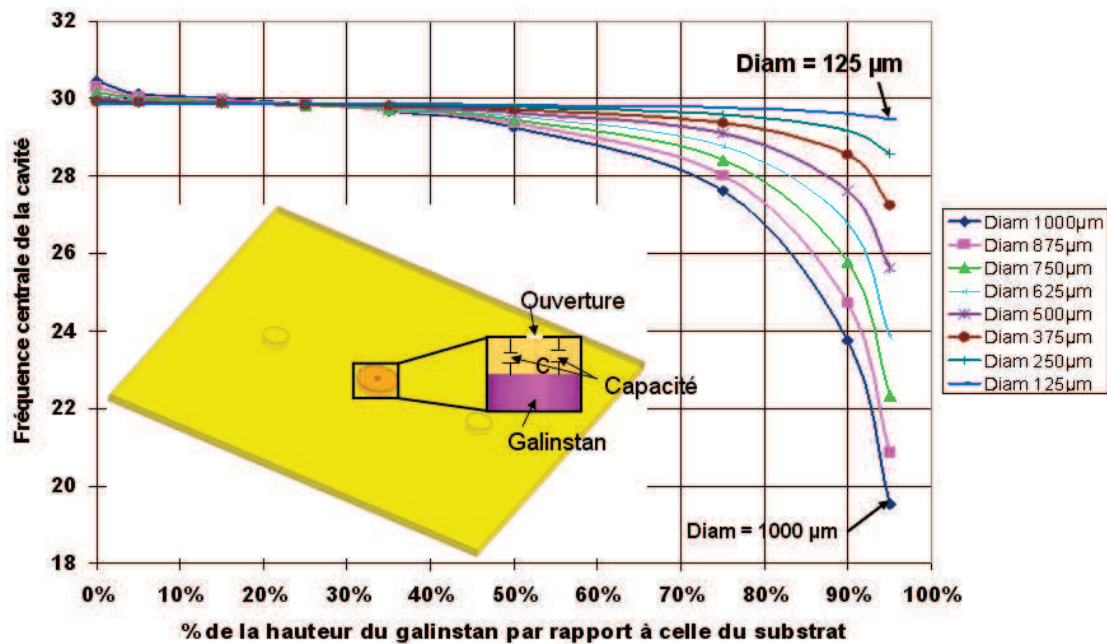 Fréquence centrale de la cavité
32
30
28
26
24
22
20
18
0%
10%
20%
30%
40%
50%
60%
70%
80%
90%
100%
% de la hauteur du galinstan par rapport à celle du substrat
Diam = 125 µm
Diam = 1000 µm
Ouverture
C
Capacité
Galinstan
Diam 1000µm
Diam 875µm
Diam 750µm
Diam 625µm
Diam 500µm
Diam 375µm
Diam 250µm
Diam 125µm